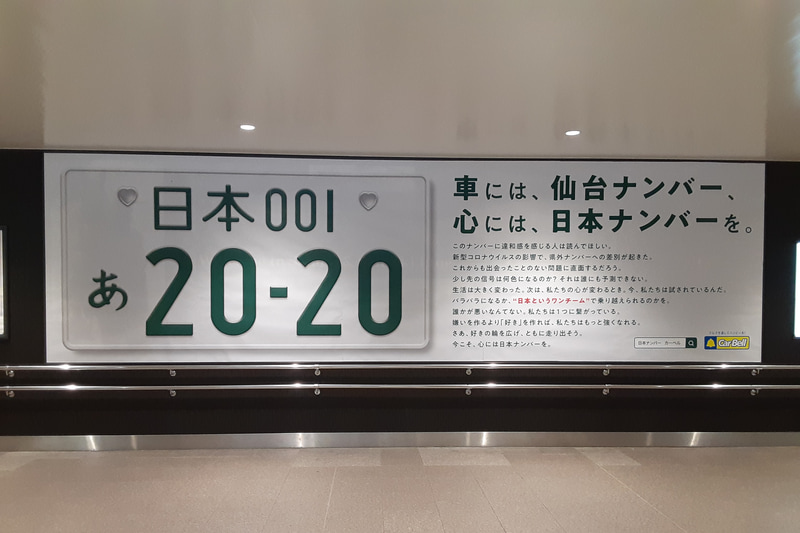 日本 001
あ 20-20
車には、仙台ナンバー、
心には、日本ナンバーを。
このナンバーに違和感を感じる人は読んでほしい。
新型コロナウイルスの影響で、県外ナンバーへの差別が起きた。
これからも出会ったことのない問題に直面するだろう。
少し先の信号は何色になるのか？それは誰にも予測できない。
生活は大きく変わった。次は、私たちの心が変わるとき。今、私たちは試されているんだ。
バラバラになるか、“日本というワンチーム”で乗り越えられるのかを。
誰かが悪いなんてない。私たちは1つに繋がっている。
嫌いを作るより「好き」を作れば、私たちはもっと強くなれる。
さあ、好きの輪を広げ、ともに走り出そう。
今こそ、心には日本ナンバーを。
日本ナンバー カーベル
Car Bell